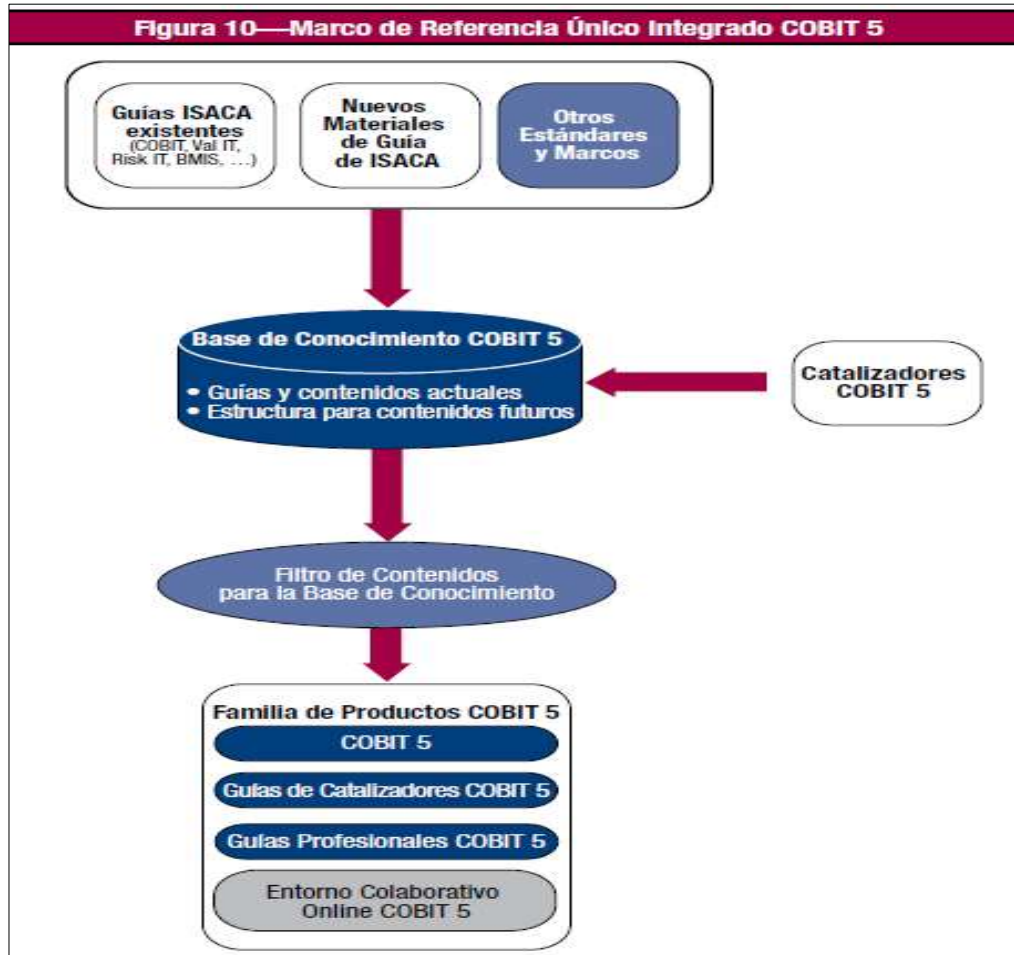 Figura 10—Marco de Referencia Único Integrado COBIT 5
Guías ISACA
existentes
(COBIT, Val IT,
Risk IT, BMIS, …)
Nuevos
Materiales
de Guía
de ISACA
Otros
Estándares
y Marcos
Base de Conocimiento COBIT 5
• Guías y contenidos actuales
• Estructura para contenidos futuros
Catalizadores
COBIT 5
Filtro de Contenidos
para la Base de Conocimiento
Familia de Productos COBIT 5
COBIT 5
Guías de Catalizadores COBIT 5
Guías Profesionales COBIT 5
Entorno Colaborativo
Online COBIT 5